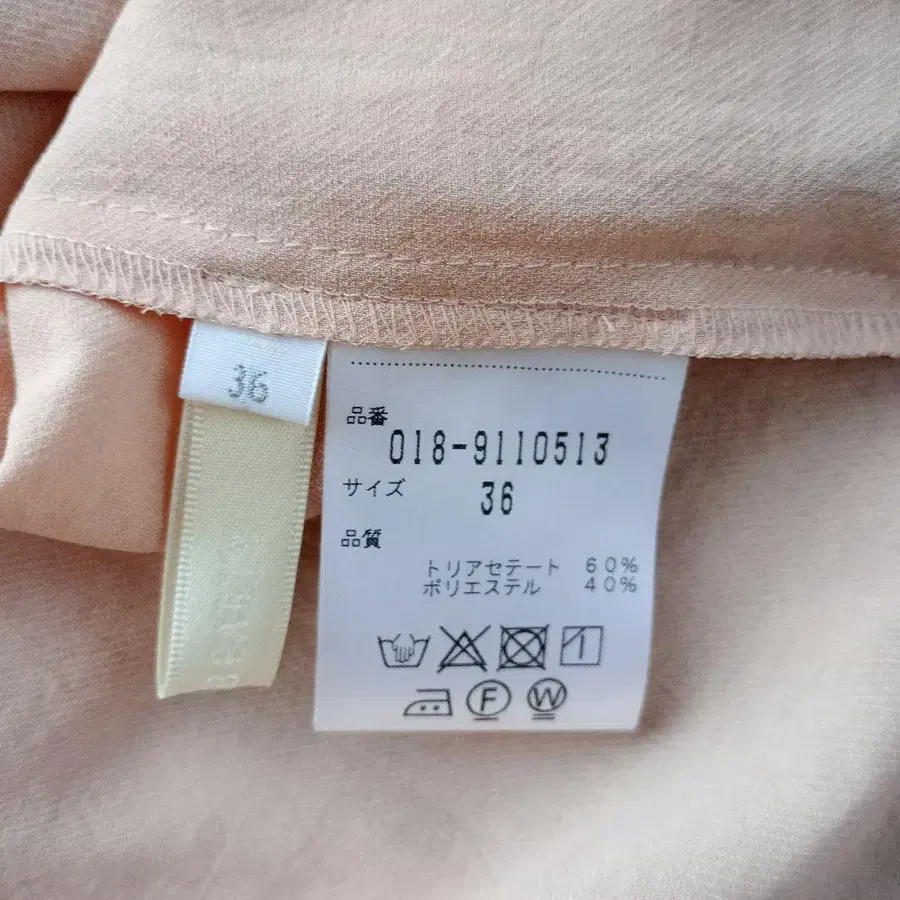 36
品番
018-9110513
サイズ 36
品質
トリアセテート 60%
ポリエステル 40%
F W